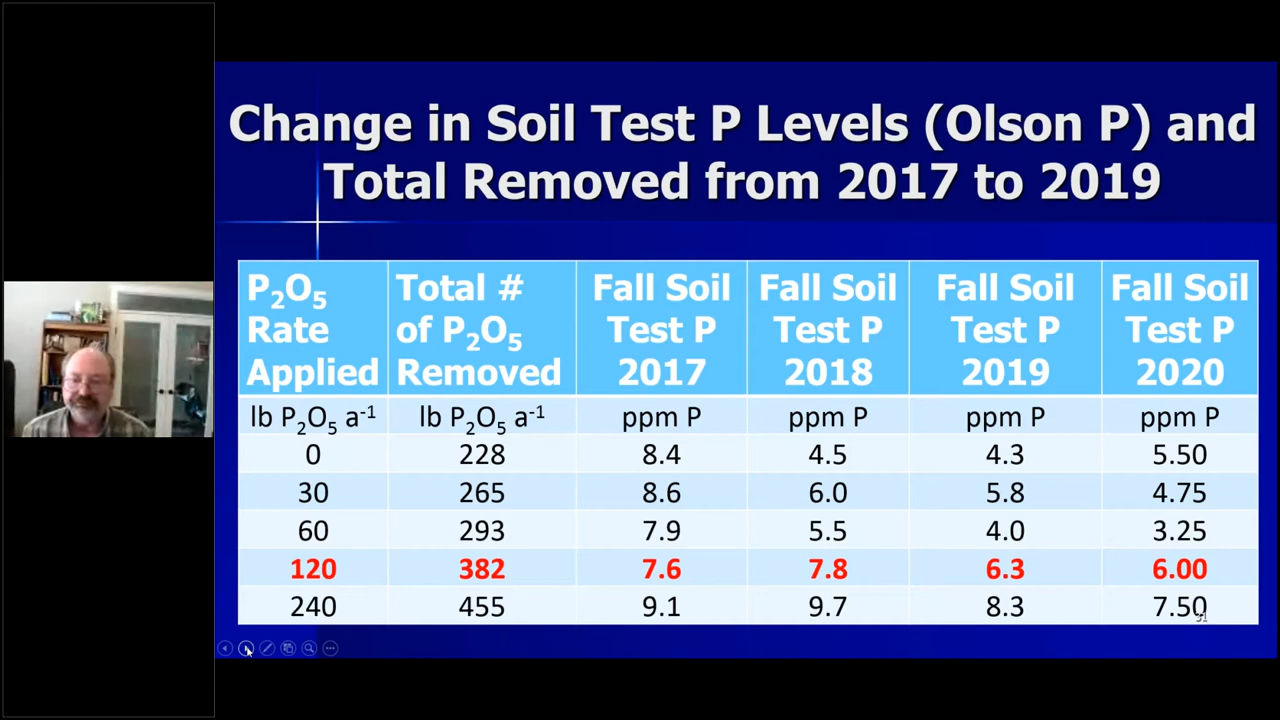 Change in Soil Test P Levels (Olson P) and
Total Removed from 2017 to 2019
P₂O₅ Rate Applied Total # of P₂O₅ Removed Fall Soil Test P 2017 Fall Soil Test P 2018 Fall Soil Test P 2019 Fall Soil Test P 2020
lb P₂O₅ a⁻¹ lb P₂O₅ a⁻¹ ppm P ppm P ppm P ppm P
0 228 8.4 4.5 4.3 5.50
30 265 8.6 6.0 5.8 4.75
60 293 7.9 5.5 4.0 3.25
120 382 7.6 7.8 6.3 6.00
240 455 9.1 9.7 8.3 7.50